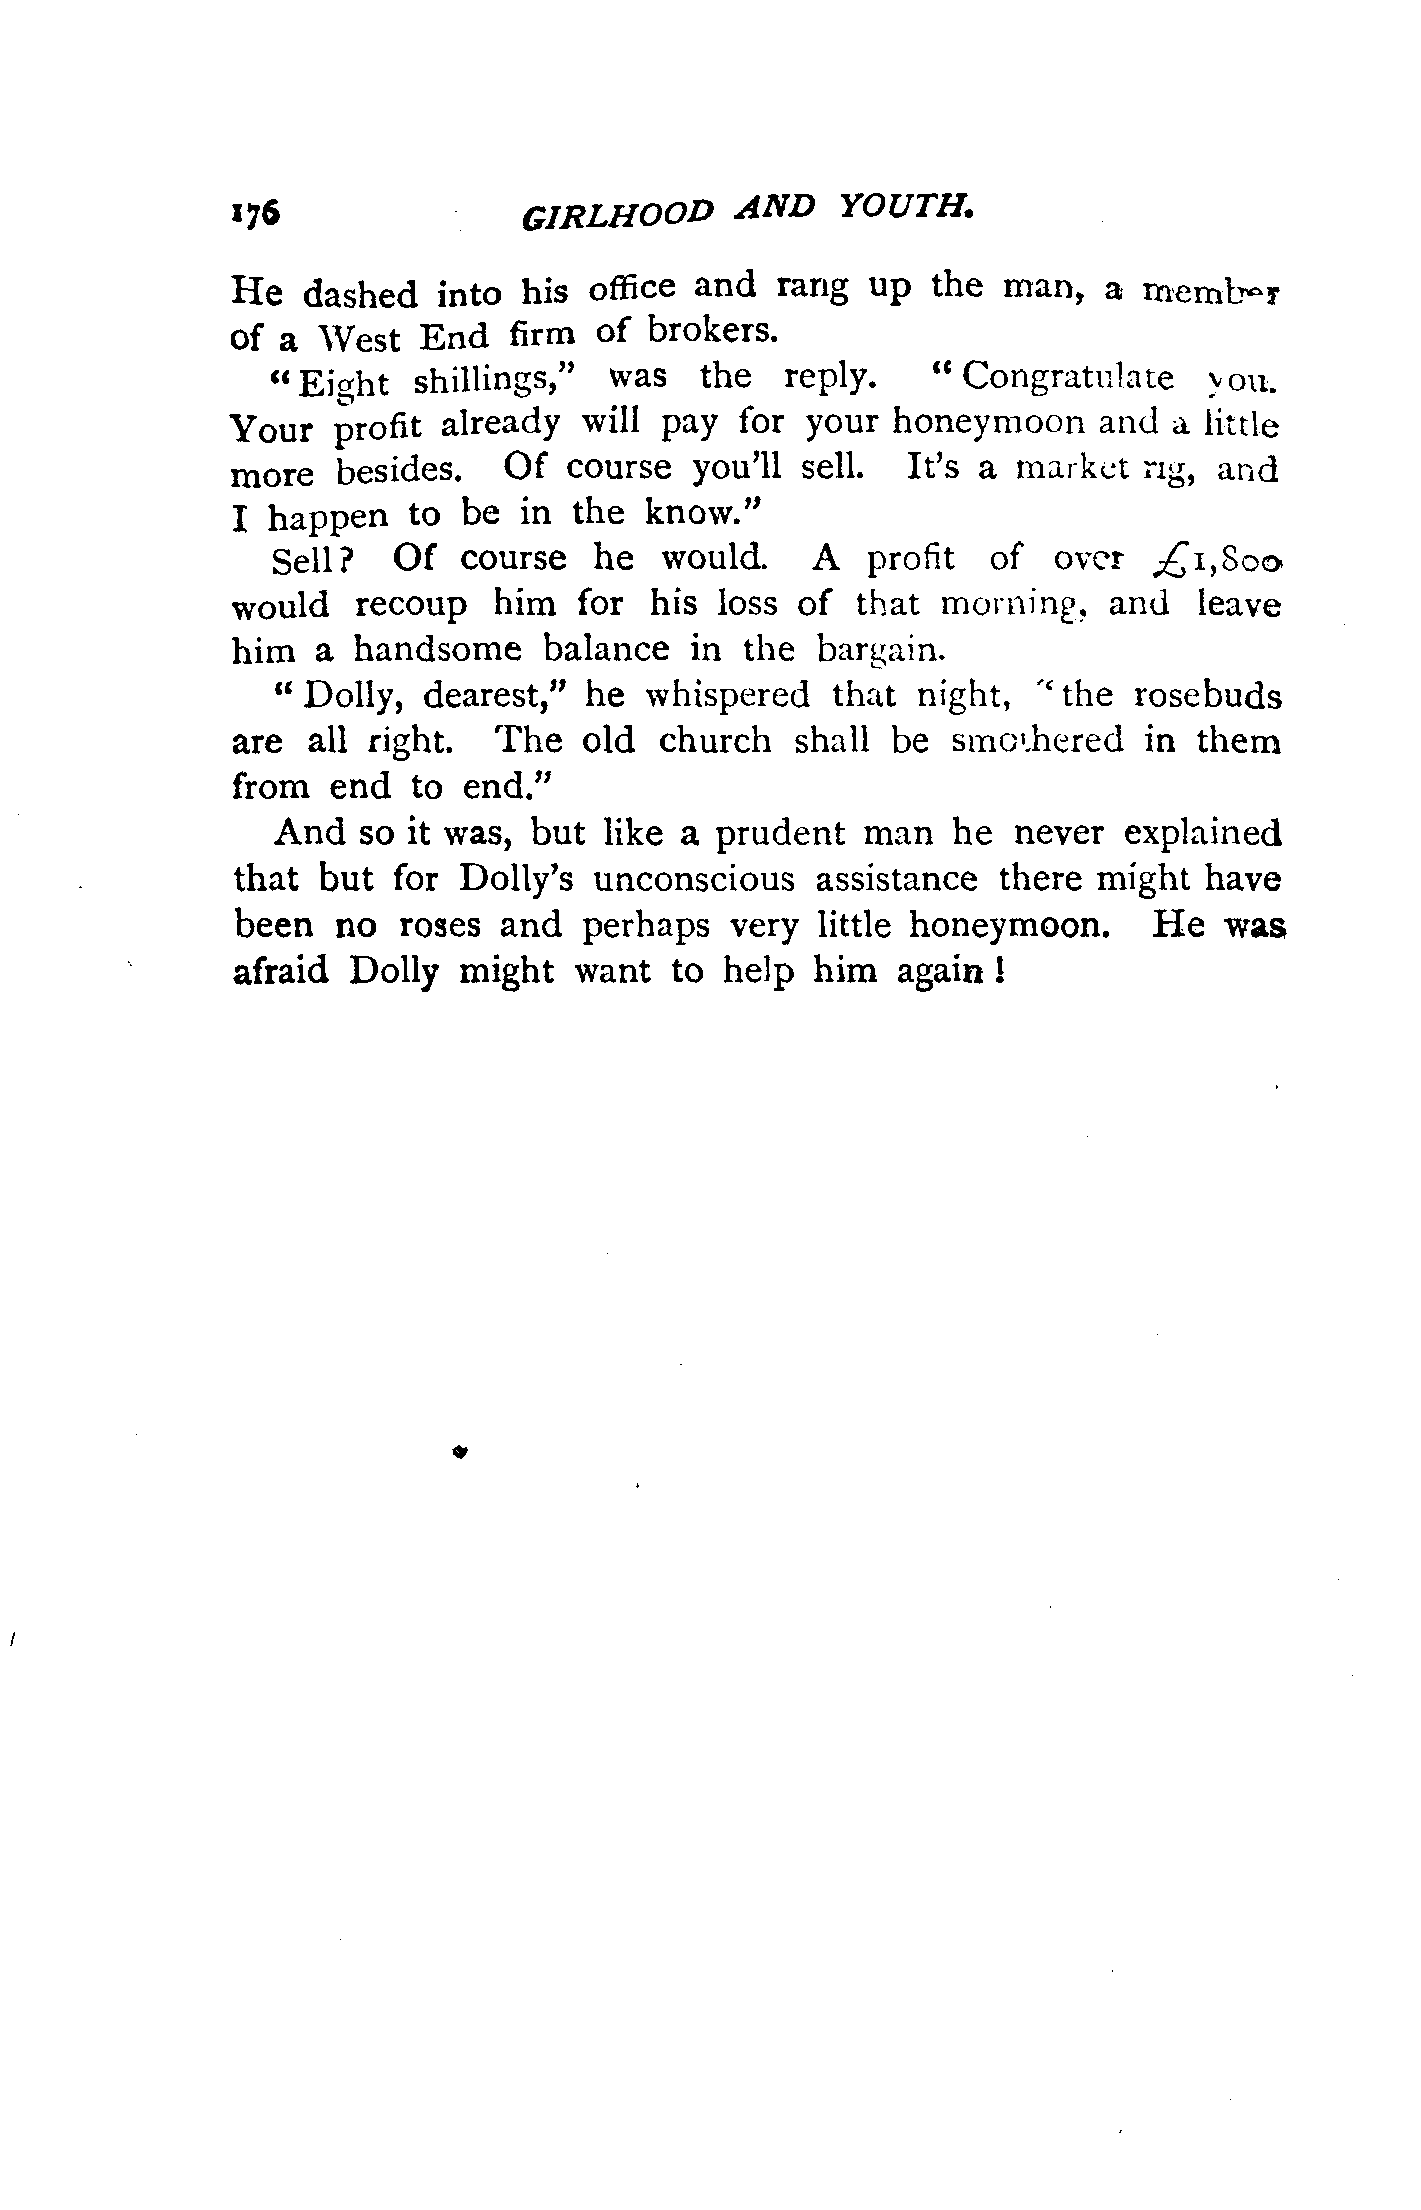 176 GIRLHOOD AND YOUTH.
He dashed into his office and rang up the man, a member
of a West End firm of brokers.
“Eight shillings,” was the reply. “Congratulate you.
Your profit already will pay for your honeymoon and a little
more besides. Of course you'll sell. It's a market rig, and
I happen to be in the know.”
Sell? Of course he would. A profit of over £1,800
would recoup him for his loss of that morning, and leave
him a handsome balance in the bargain.
“Dolly, dearest,” he whispered that night, “the rosebuds
are all right. The old church shall be smothered in them
from end to end.”
And so it was, but like a prudent man he never explained
that but for Dolly's unconscious assistance there might have
been no roses and perhaps very little honeymoon. He was
afraid Dolly might want to help him again!